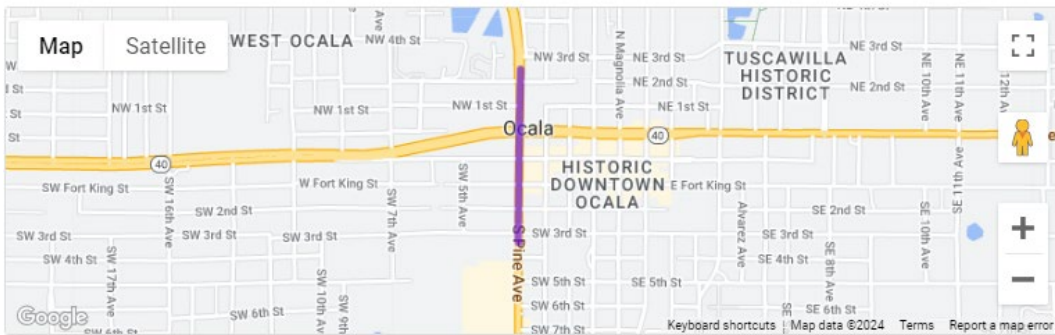 Map
Satellite
WEST OCALA
NW 4th St
NW 3rd St
NE 3rd St
N Magnolia Ave
TUSCAWILLA
HISTORIC
DISTRICT
NE 2nd St
NE 2nd St
NE 10th Ave
NE 11th Ave
12th Ave
NW 1st St
NW 1st St
NE 1st St
St
Ocala
40
40
HISTORIC
DOWNTOWN
OCALA
SW Fort King St
W Fort King St
E Fort King St
SW 16th Ave
SW 7th Ave
SW 5th Ave
SW 2nd St
SE 2nd St
SE 11th Ave
SW 3rd St
SW 3rd St
SW 3rd St
SW 3rd St
SE 3rd St
S Pine Ave
Alvarez Ave
SE 8th Ave
SE 10th Ave
SW 4th St
SE 4th St
SW 17th Ave
SW 10th Ave
SW 9th
SW 5th St
SE 5th St
SW 6th St
SW 6th St
SE 6th St
SW 7th St
Google
Keyboard shortcuts
Map data ©2024
Terms
Report a map error